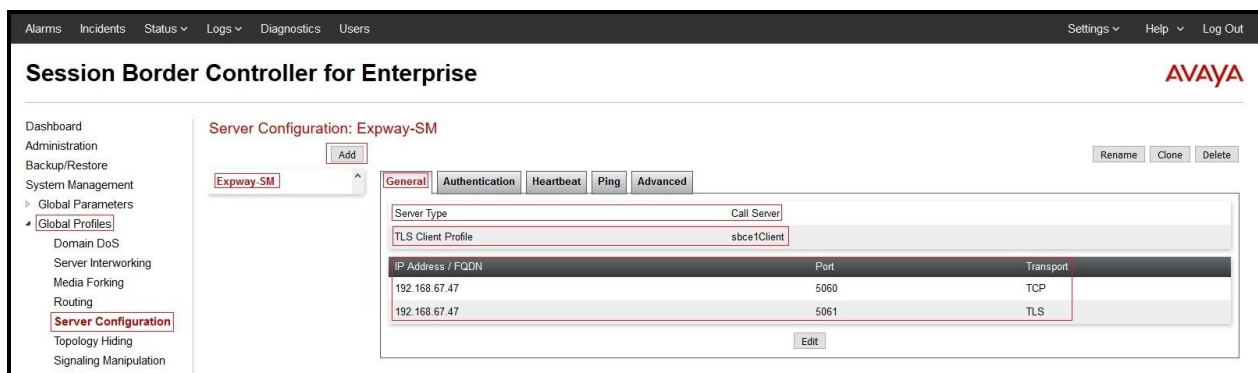 Alarms Incidents Status Logs Diagnostics Users Settings Help Log Out
Session Border Controller for Enterprise
AVAYA
Dashboard
Administration
Backup/Restore
System Management
Global Parameters
Global Profiles
Domain DoS
Server Interworking
Media Forking
Routing
Server Configuration
Topology Hiding
Signaling Manipulation
Server Configuration: Expway-SM
Add
Rename Clone Delete
Expway-SM
General Authentication Heartbeat Ping Advanced
Server Type Call Server
TLS Client Profile sbce1Client
IP Address / FQDN Port Transport
192.168.67.47 5060 TCP
192.168.67.47 5061 TLS
Edit